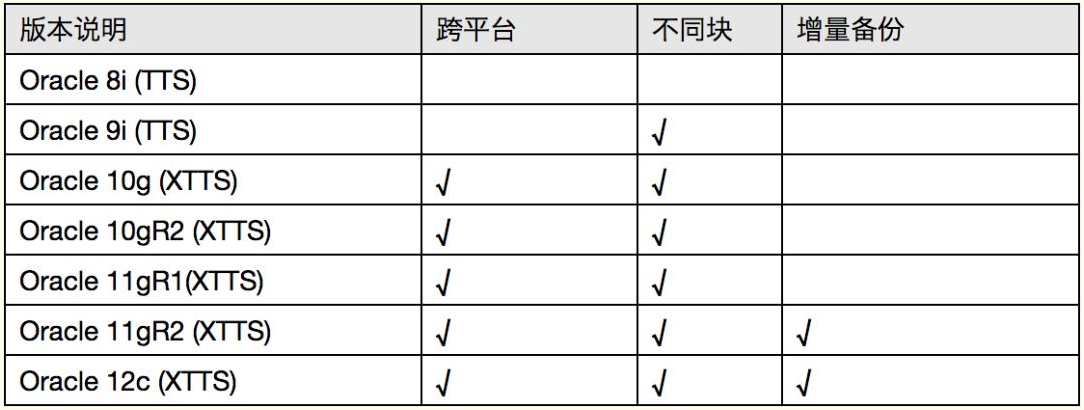 版本说明 跨平台 不同块 增量备份
Oracle 8i (TTS)
Oracle 9i (TTS) √
Oracle 10g (XTTS) √ √
Oracle 10gR2 (XTTS) √ √
Oracle 11gR1(XTTS) √ √
Oracle 11gR2 (XTTS) √ √ √
Oracle 12c (XTTS) √ √ √